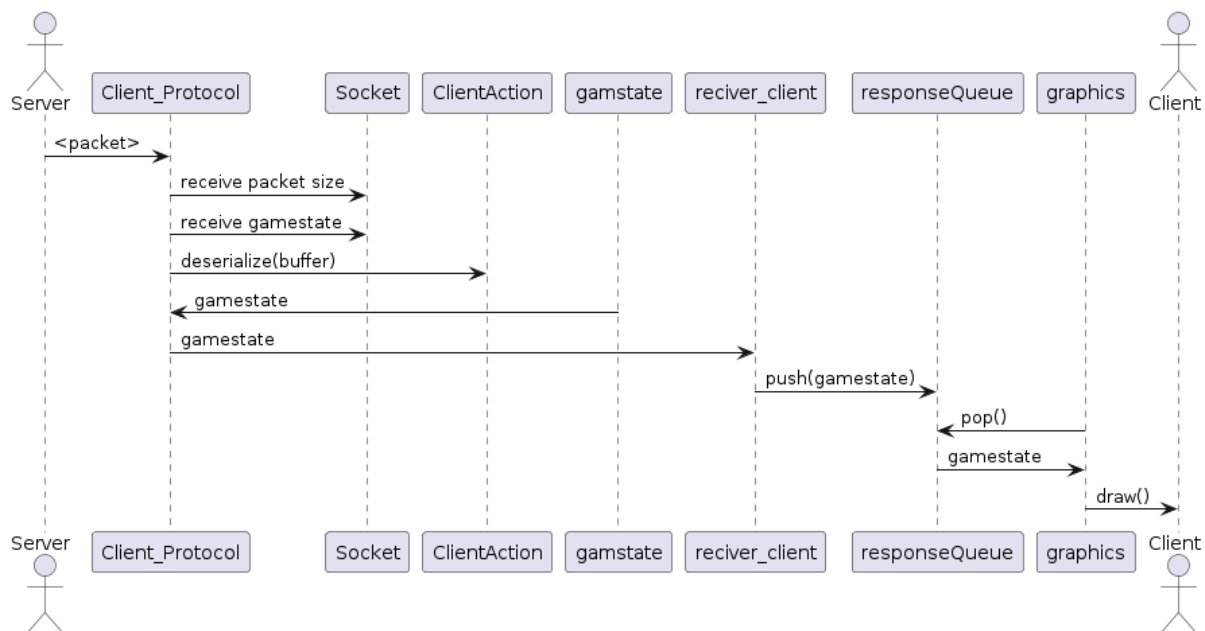 Server
Client_Protocol
Socket
ClientAction
gamstate
reciver_client
responseQueue
graphics
Client
<packet>
receive packet size
receive gamestate
deserialize(buffer)
gamestate
gamestate
push(gamestate)
pop()
gamestate
draw()
Server
Client_Protocol
Socket
ClientAction
gamstate
reciver_client
responseQueue
graphics
Client